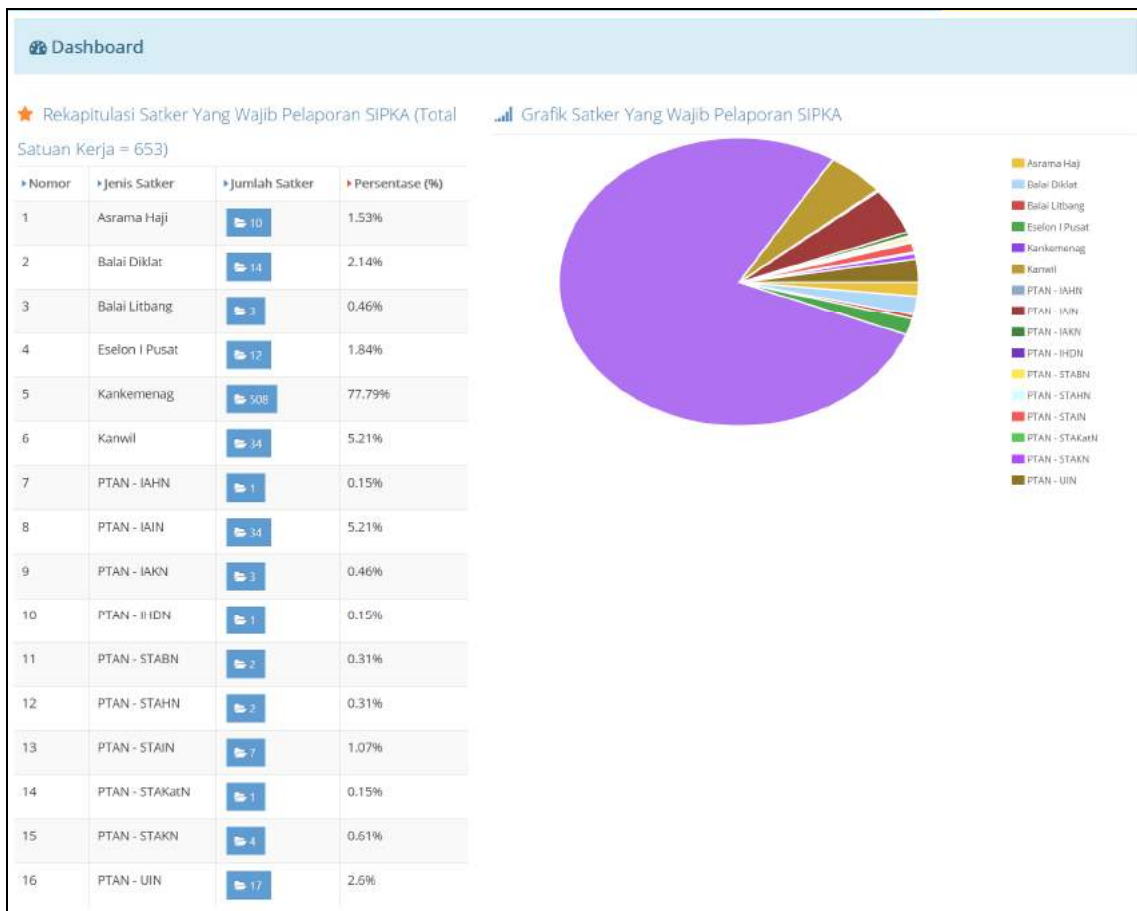 Dashboard
Rekapitulasi Satker Yang Wajib Pelaporan SIPKA (Total
Satuan Kerja = 653)
Nomor Jenis Satker Jumlah Satker Persentase (%)
1 Asrama Haji 10 1.53%
2 Balai Diklat 14 2.14%
3 Balai Litbang 3 0.46%
4 Eselon I Pusat 12 1.84%
5 Kankemenag 508 77.79%
6 Kanwil 34 5.21%
7 PTAN - IAHN 1 0.15%
8 PTAN - IAIN 34 5.21%
9 PTAN - IAKN 3 0.46%
10 PTAN - IHDN 1 0.15%
11 PTAN - STABN 2 0.31%
12 PTAN - STAHN 2 0.31%
13 PTAN - STAIN 7 1.07%
14 PTAN - STAKatN 1 0.15%
15 PTAN - STAKN 4 0.61%
16 PTAN - UIN 17 2.6%
Grafik Satker Yang Wajib Pelaporan SIPKA
Asrama Haji
Balai Diklat
Balai Litbang
Eselon I Pusat
Kankemenag
Kanwil
PTAN - IAHN
PTAN - IAIN
PTAN - IAKN
PTAN - IHDN
PTAN - STABN
PTAN - STAHN
PTAN - STAIN
PTAN - STAKatN
PTAN - STAKN
PTAN - UIN